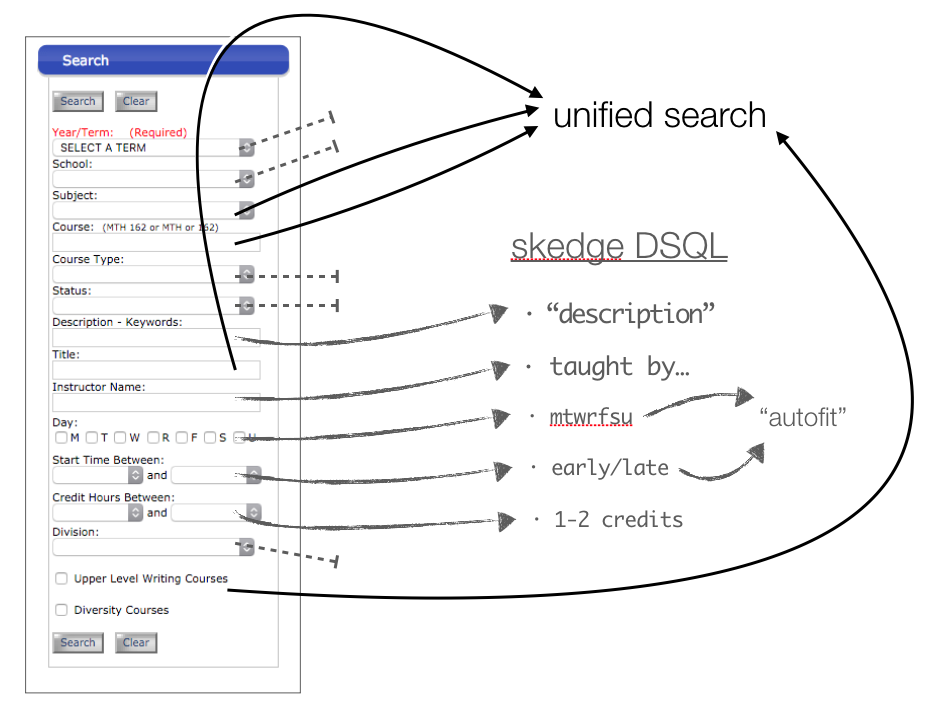 Search
Search Clear
Year/Term: (Required)
SELECT A TERM
School:
Subject:
Course: (MTH 162 or MTH or 162)
Course Type:
Status:
Description - Keywords:
Title:
Instructor Name:
Day:
M T W R F S U
Start Time Between:
and
Credit Hours Between:
and
Division:
Upper Level Writing Courses
Diversity Courses
Search Clear
unified search
skedge DSQL
· “description”
· taught by…
· mtwrfsu
“autofit”
· early/late
· 1-2 credits